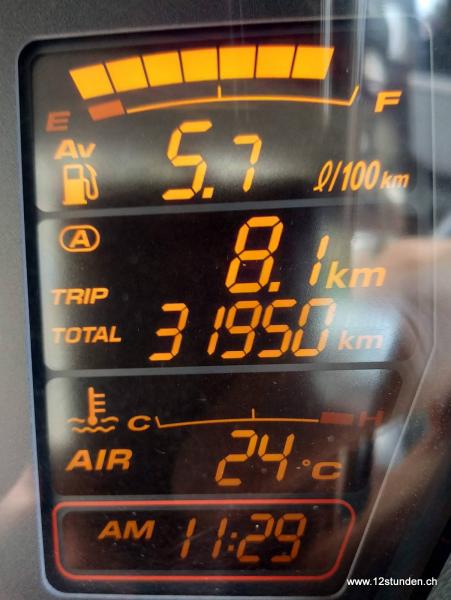 E F
Av 5.7 ℓ/100 km
A
TRIP 8.1 km
TOTAL 31950 km
C H
AIR 24 °C
AM 11:29
www.12stunden.ch